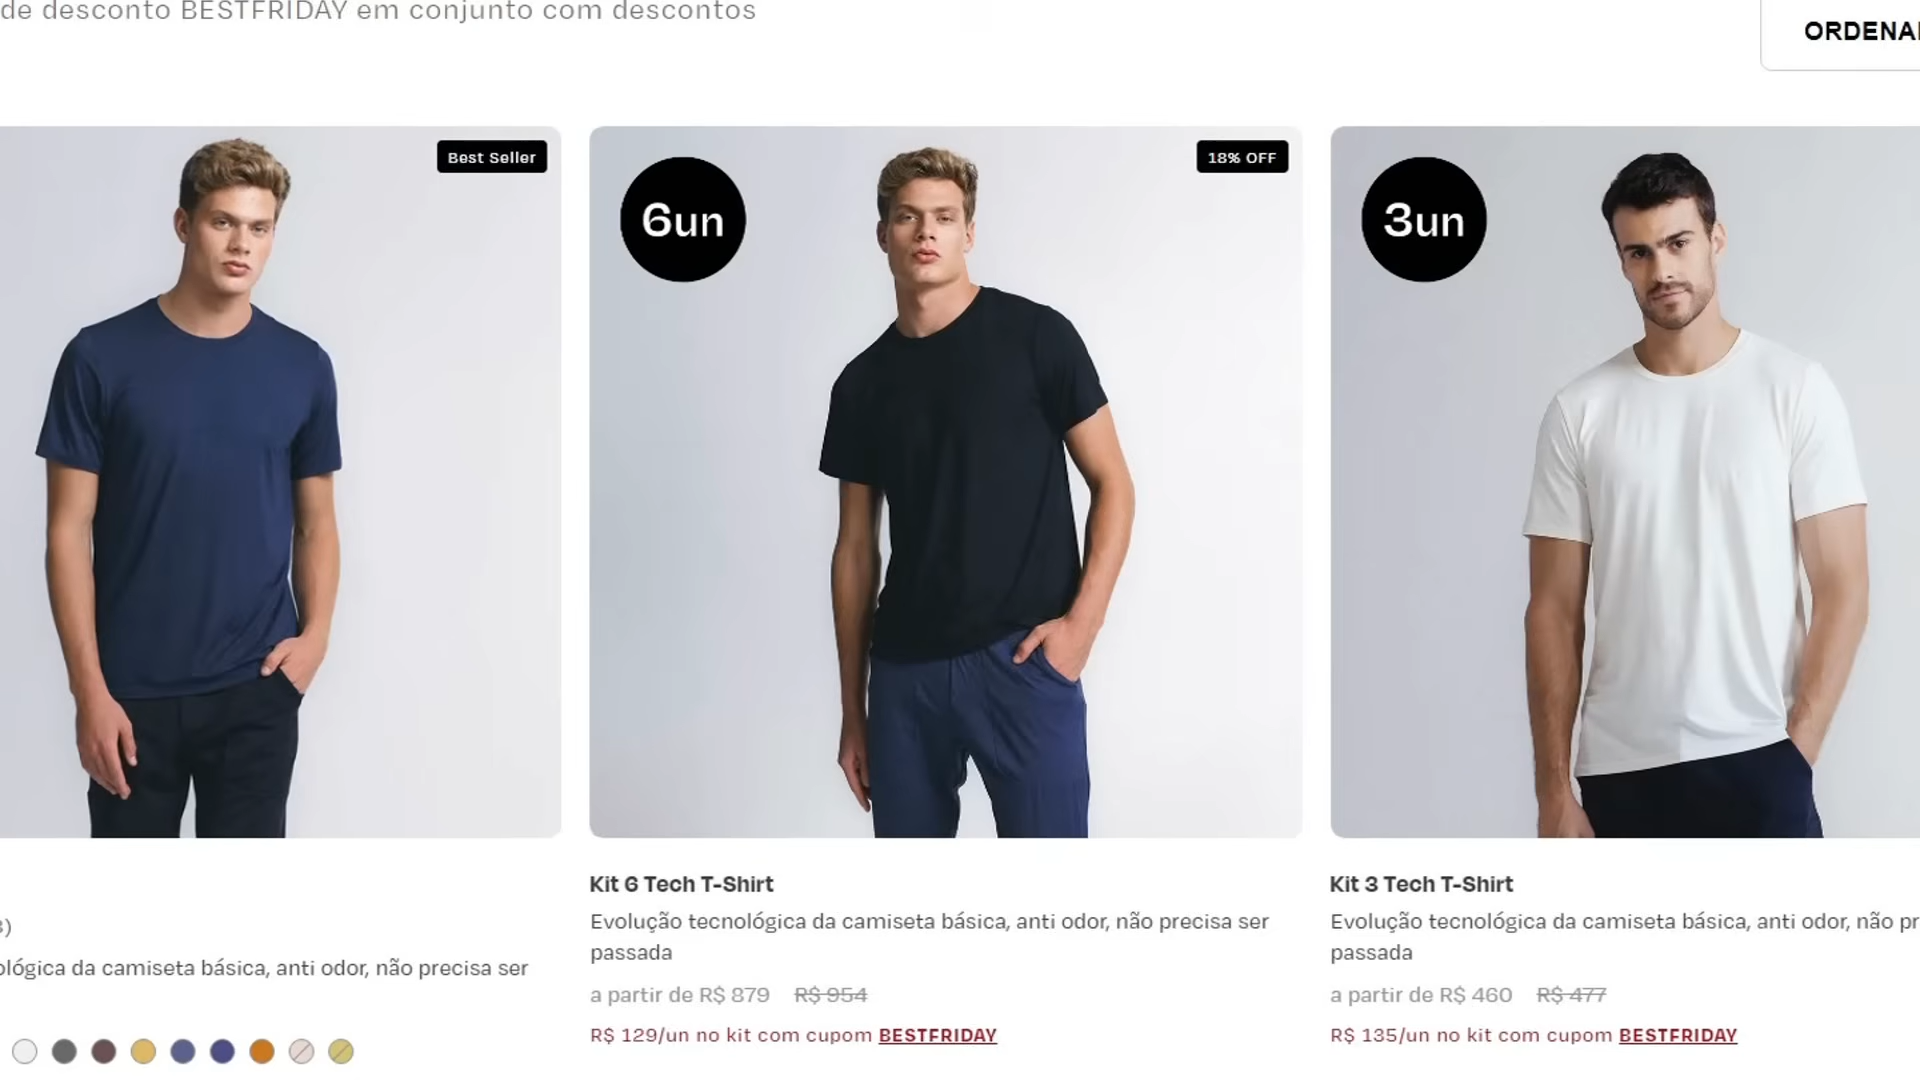 de desconto BESTFRIDAY em conjunto com descontos
ORDENA
Best Seller
6un
18% OFF
3un
Kit 6 Tech T-Shirt
Evolução tecnológica da camiseta básica, anti odor, não precisa ser
passada
a partir de R$ 879 R$ 954
R$ 129/un no kit com cupom BESTFRIDAY
Kit 3 Tech T-Shirt
Evolução tecnológica da camiseta básica, anti odor, não pr
passada
a partir de R$ 460 R$ 477
R$ 135/un no kit com cupom BESTFRIDAY
ológica da camiseta básica, anti odor, não precisa ser